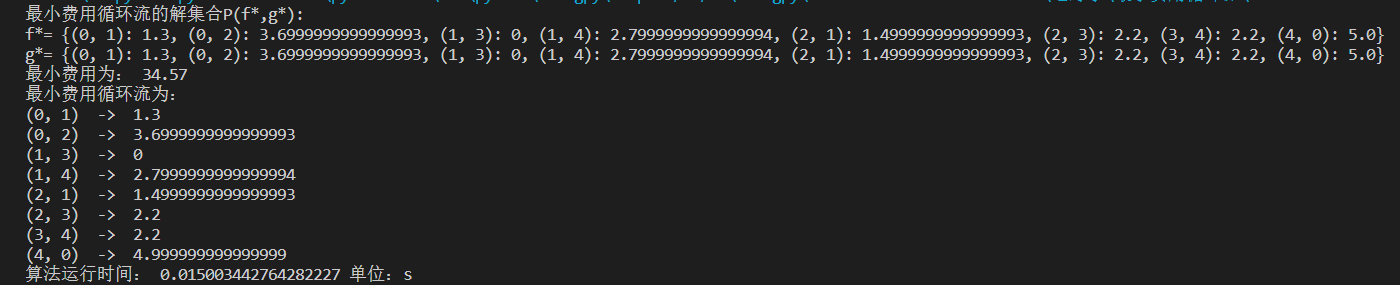 最小费用循环流的解集合P(f*,g*):
f*= {(0, 1): 1.3, (0, 2): 3.6999999999999993, (1, 3): 0, (1, 4): 2.7999999999999994, (2, 1): 1.4999999999999993, (2, 3): 2.2, (3, 4): 2.2, (4, 0): 5.0}
g*= {(0, 1): 1.3, (0, 2): 3.6999999999999993, (1, 3): 0, (1, 4): 2.7999999999999994, (2, 1): 1.4999999999999993, (2, 3): 2.2, (3, 4): 2.2, (4, 0): 5.0}
最小费用为: 34.57
最小费用循环流为:
(0, 1) -> 1.3
(0, 2) -> 3.6999999999999993
(1, 3) -> 0
(1, 4) -> 2.7999999999999994
(2, 1) -> 1.4999999999999993
(2, 3) -> 2.2
(3, 4) -> 2.2
(4, 0) -> 4.999999999999999
算法运行时间: 0.015003442764282227 单位：s